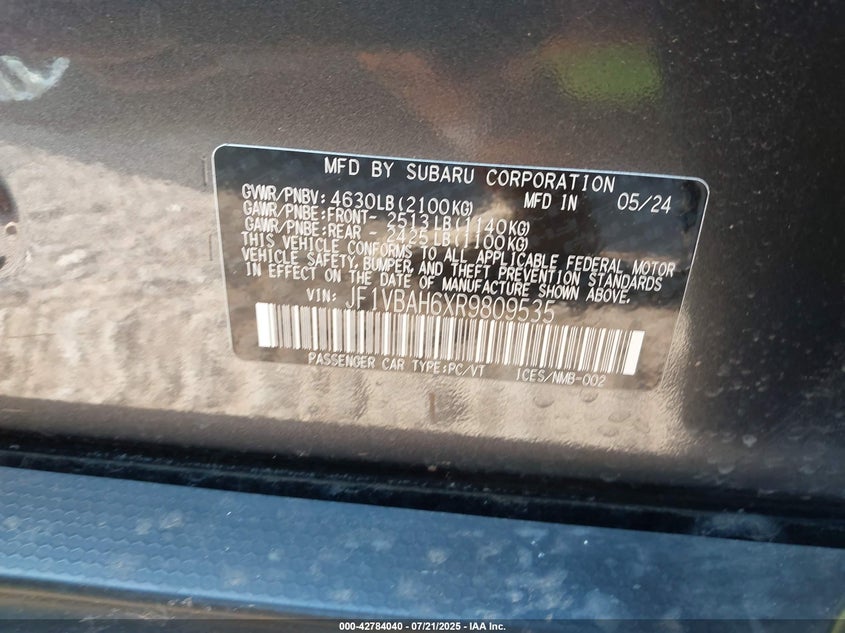 MFD BY SUBARU CORPORATION
GVWR/PNBV: 4630LB(2100KG) MFD IN 05/24
GAWR/PNBE:FRONT- 2513LB(1140KG)
GAWR/PNBE:REAR - 2425LB(1100KG)
THIS VEHICLE CONFORMS TO ALL APPLICABLE FEDERAL MOTOR
VEHICLE SAFETY, BUMPER, AND THEFT PREVENTION STANDARDS
IN EFFECT ON THE DATE OF MANUFACTURE SHOWN ABOVE.
VIN: JF1VBAH6XR9809535
PASSENGER CAR TYPE:PC/VT ICES/NMB-002
000-42784040 - 07/21/2025 - IAA Inc.